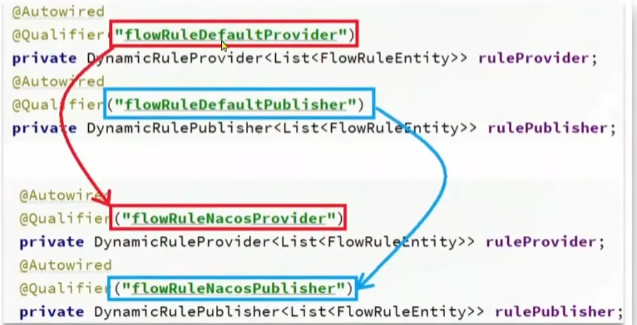 @Autowired
@Qualifier("flowRuleDefaultProvider")
private DynamicRuleProvider<List<FlowRuleEntity>> ruleProvider;
@Autowired
@Qualifier("flowRuleDefaultPublisher")
private DynamicRulePublisher<List<FlowRuleEntity>> rulePublisher;
@Autowired
@Qualifier("flowRuleNacosProvider")
private DynamicRuleProvider<List<FlowRuleEntity>> ruleProvider;
@Autowired
@Qualifier("flowRuleNacosPublisher")
private DynamicRulePublisher<List<FlowRuleEntity>> rulePublisher;